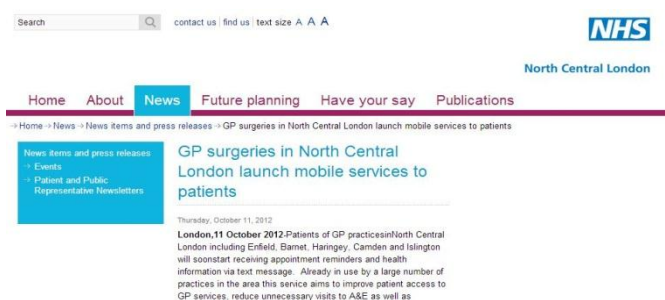 Search contact us | find us | text size A A A
NHS
North Central London
Home About News Future planning Have your say Publications
→ Home → News → News items and press releases → GP surgeries in North Central London launch mobile services to patients
News items and press releases
→ Events
→ Patient and Public
Representative Newsletters
GP surgeries in North Central
London launch mobile services to
patients
Thursday, October 11, 2012
London,11 October 2012-Patients of GP practicesinNorth Central
London including Enfield, Barnet, Haringey, Camden and Islington
will soonstart receiving appointment reminders and health
information via text message. Already in use by a large number of
practices in the area this service aims to improve patient access to
GP services, reduce unnecessary visits to A&E as well as